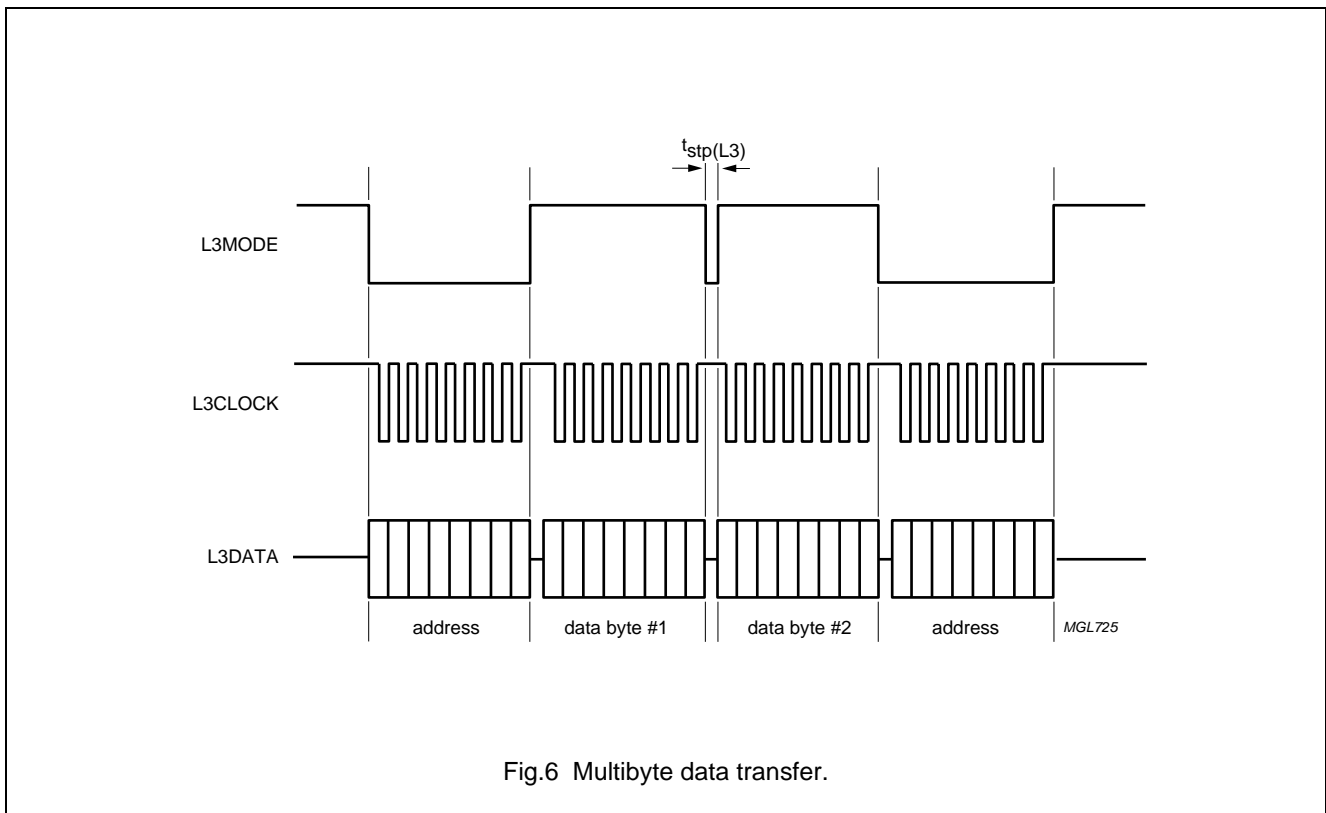 tstp(L3)
L3MODE
L3CLOCK
L3DATA
address data byte #1 data byte #2 address MGL725
Fig.6 Multibyte data transfer.